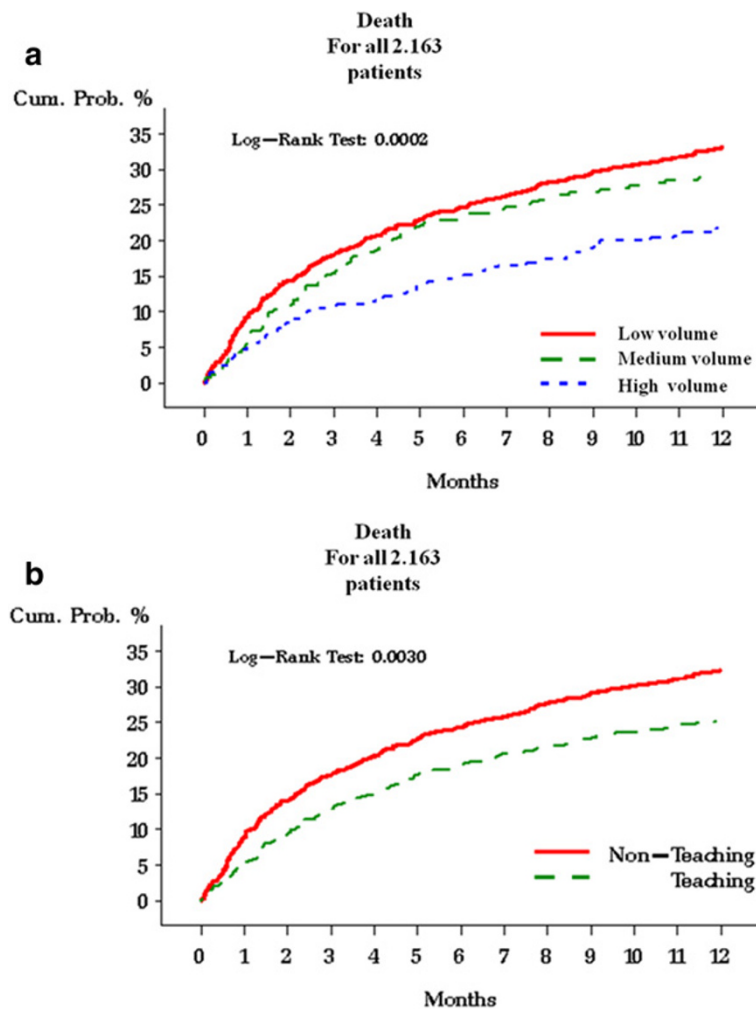 a
Death
For all 2.163
patients
Cum. Prob. %
Log-Rank Test: 0.0002
35
30
25
20
15
10
5
0
Low volume
Medium volume
High volume
0 1 2 3 4 5 6 7 8 9 10 11 12
Months
b
Death
For all 2.163
patients
Cum. Prob. %
Log-Rank Test: 0.0030
35
30
25
20
15
10
5
0
Non-Teaching
Teaching
0 1 2 3 4 5 6 7 8 9 10 11 12
Months